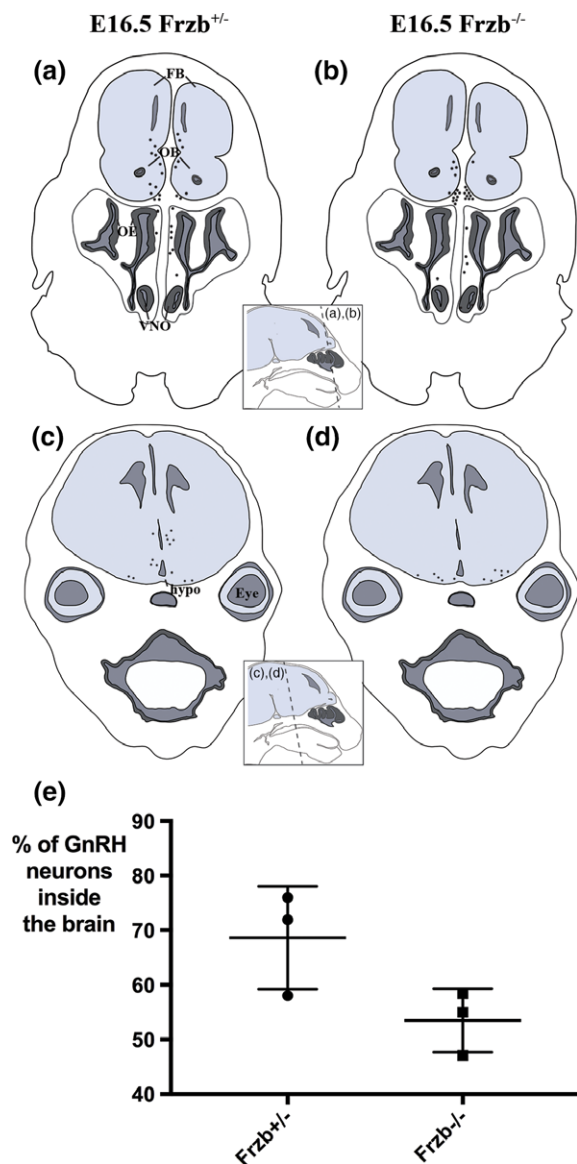 E16.5 Frzb+/-
E16.5 Frzb-/-
(a)
(b)
FB
OB
OE
VNO
(a),(b)
(c)
(d)
hypo
Eye
(c),(d)
(e)
% of GnRH
neurons
inside
the brain
90
80
70
60
50
40
Frzb+/-
Frzb-/-